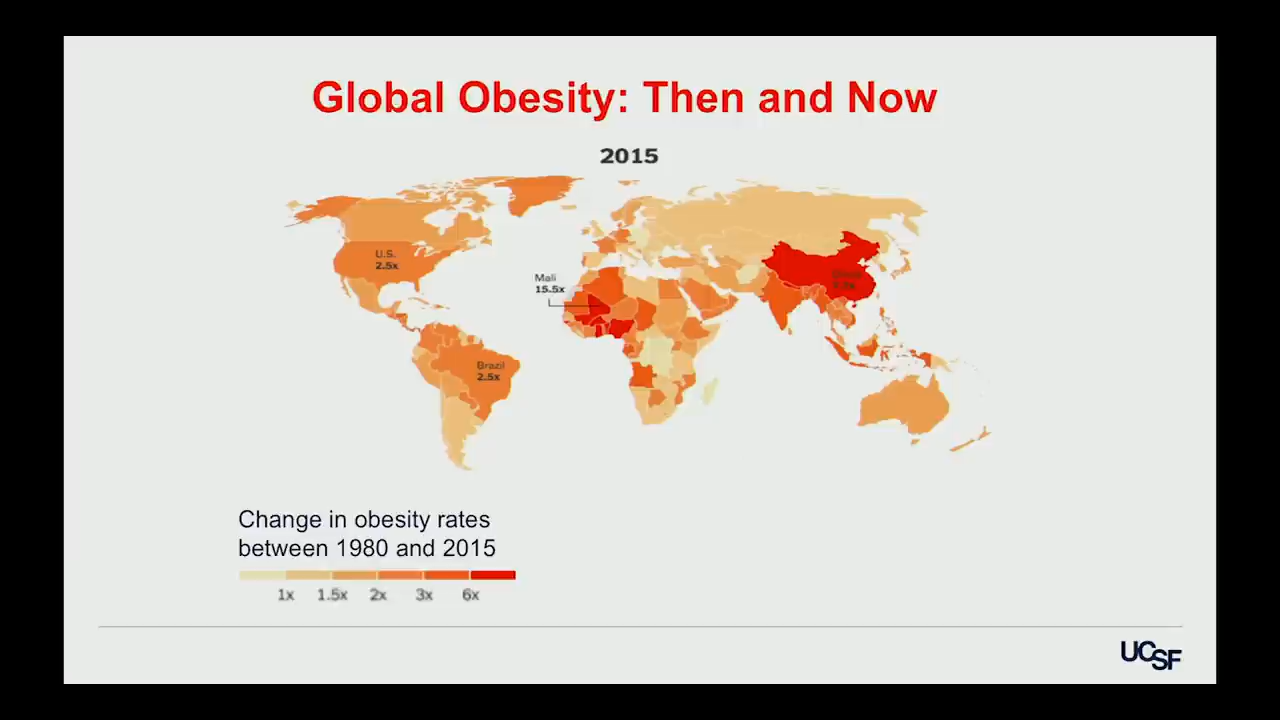 Global Obesity: Then and Now
2015
U.S.
2.5x
Mali
15.5x
Brazil
2.5x
Change in obesity rates
between 1980 and 2015
1x 1.5x 2x 3x 6x
UCSF